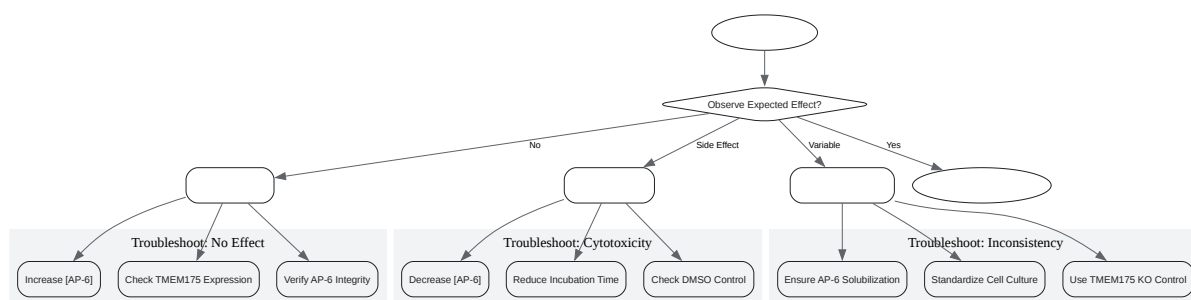 Observe Expected Effect?
No
Side Effect
Variable
Yes
Troubleshoot: No Effect
Troubleshoot: Cytotoxicity
Troubleshoot: Inconsistency
Increase [AP-6]
Check TMEM175 Expression
Verify AP-6 Integrity
Decrease [AP-6]
Reduce Incubation Time
Check DMSO Control
Ensure AP-6 Solubilization
Standardize Cell Culture
Use TMEM175 KO Control